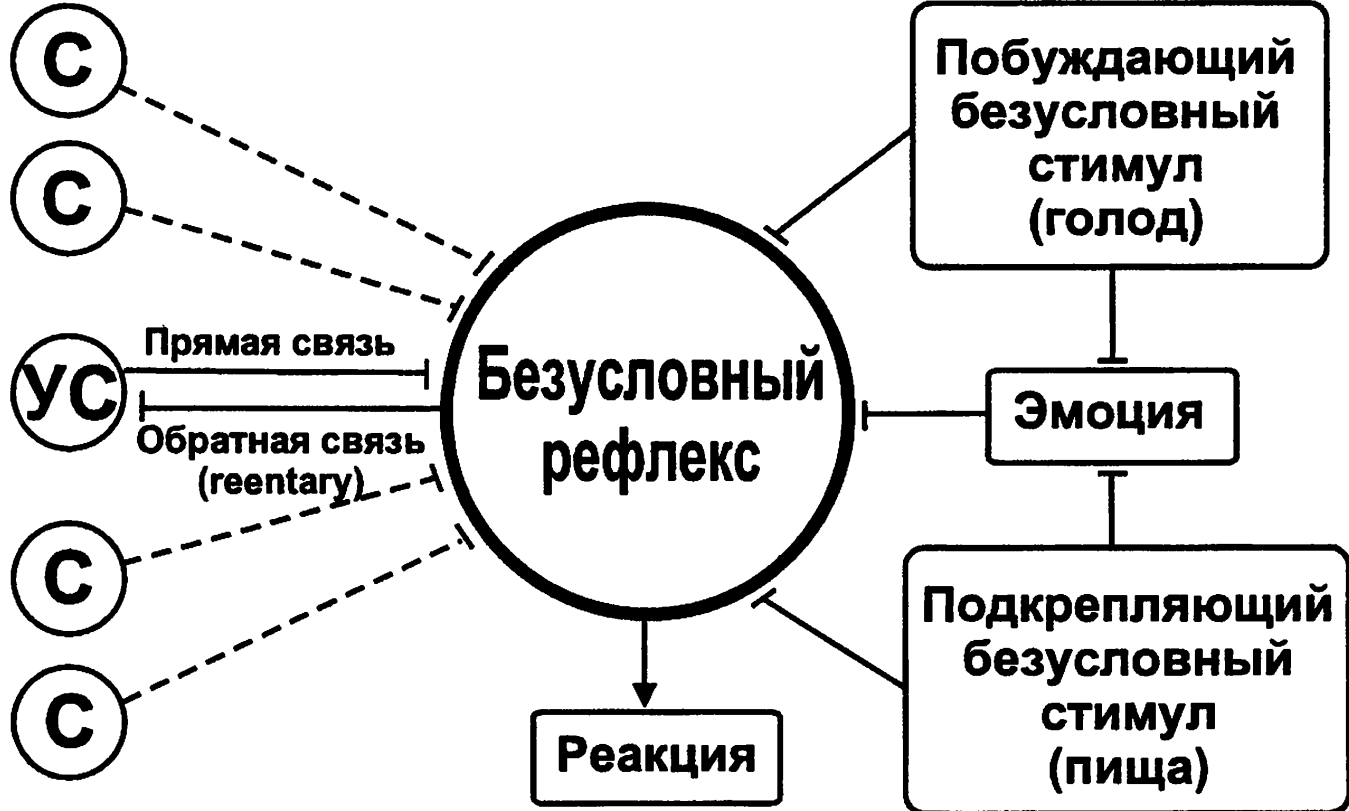 С
С
УС
С
С
Прямая связь
Обратная связь
(reentary)
Безусловный
рефлекс
Реакция
Побуждающий
безусловный
стимул
(голод)
Эмоция
Подкрепляющий
безусловный
стимул
(пища)